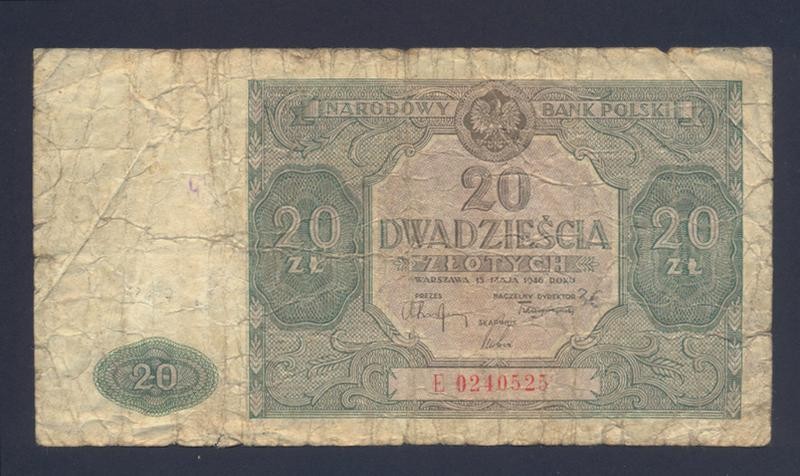 NARODOWY BANK POLSKI
20
DWADZIEŚCIA
ZŁOTYCH
WARSZAWA 15 MAJA 1946 ROKU
PREZES NACZELNY DYREKTOR
SKARBNIK
20 ZŁ
20 ZŁ
20
E 0240525